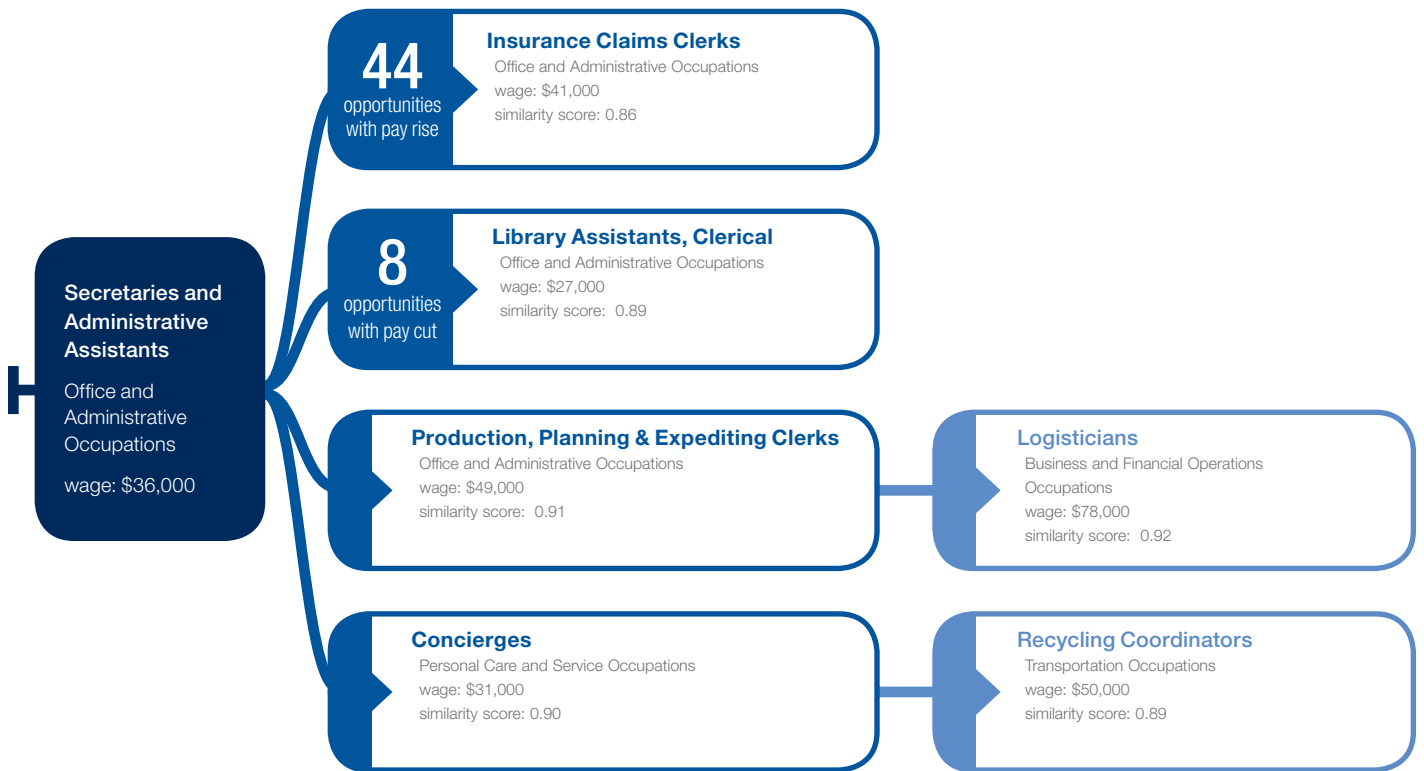 Secretaries and
Administrative
Assistants
Office and
Administrative
Occupations
wage: $36,000
44
opportunities
with pay rise
Insurance Claims Clerks
Office and Administrative Occupations
wage: $41,000
similarity score: 0.86
8
opportunities
with pay cut
Library Assistants, Clerical
Office and Administrative Occupations
wage: $27,000
similarity score: 0.89
Production, Planning & Expediting Clerks
Office and Administrative Occupations
wage: $49,000
similarity score: 0.91
Logisticians
Business and Financial Operations
Occupations
wage: $78,000
similarity score: 0.92
Concierges
Personal Care and Service Occupations
wage: $31,000
similarity score: 0.90
Recycling Coordinators
Transportation Occupations
wage: $50,000
similarity score: 0.89